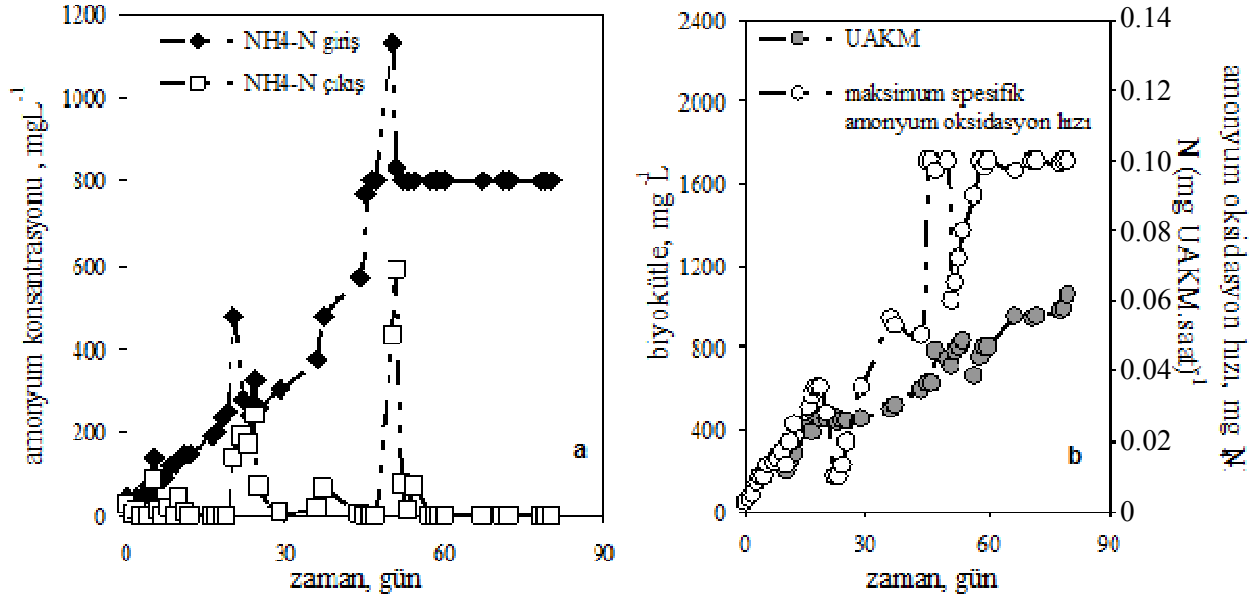 1200
1100
800
600
400
200
0
0
30
60
90
amonyum konsantrasyonu , mgL-1
zaman, gün
NH4-N giriş
NH4-N çıkış
a
2400
2000
1600
1200
800
400
0
0
30
60
90
biyokütle, mg L-1
zaman, gün
UAKM
maksimum spesifik
amonyum oksidasyon hızı
b
0.14
0.12
0.10
0.08
0.06
0.04
0.02
0
N (mg UAKM.saat)-1
amonyum oksidasyon hızı, mg N